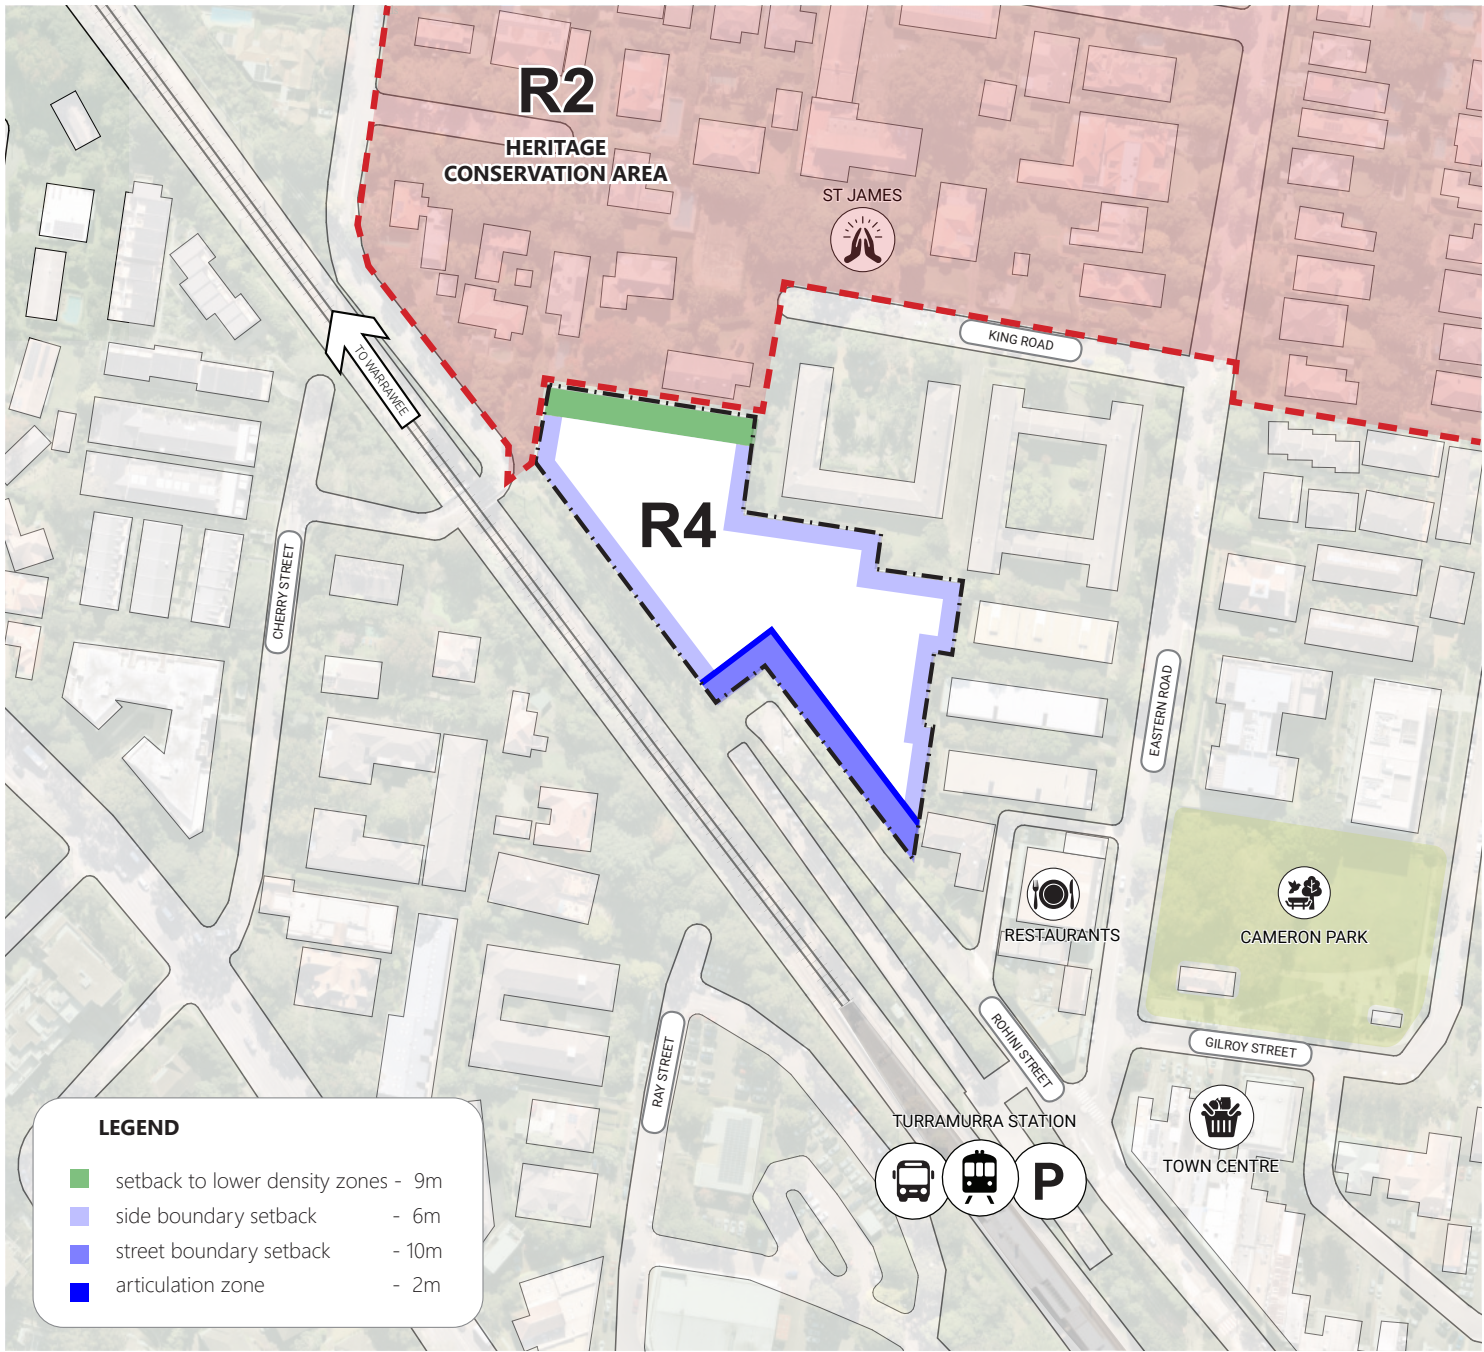 R2
HERITAGE
CONSERVATION AREA
ST JAMES
KING ROAD
TO WARRAWEE
R4
CHERRY STREET
EASTERN ROAD
RESTAURANTS
CAMERON PARK
ROHINI STREET
GILROY STREET
RAY STREET
TURRAMURRA STATION
P
TOWN CENTRE
LEGEND
setback to lower density zones - 9m
side boundary setback - 6m
street boundary setback - 10m
articulation zone - 2m